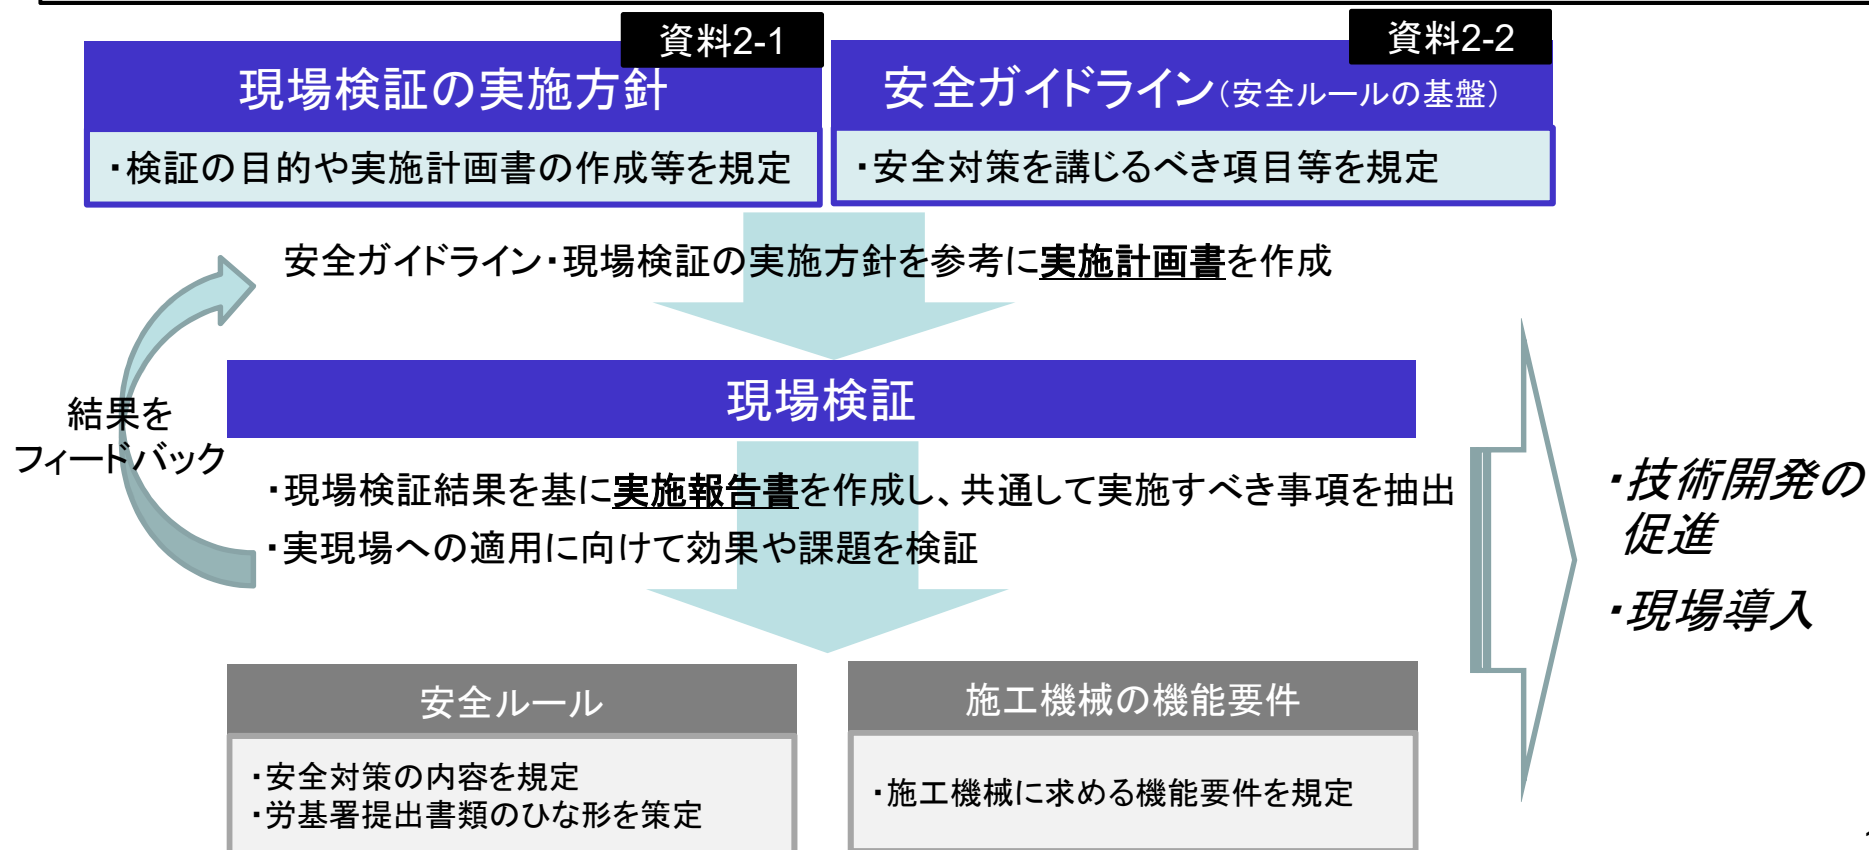 資料2-1
現場検証の実施方針
・検証の目的や実施計画書の作成等を規定
資料2-2
安全ガイドライン(安全ルールの基盤)
・安全対策を講じるべき項目等を規定
安全ガイドライン・現場検証の実施方針を参考に実施計画書を作成
現場検証
結果を
フィードバック
・現場検証結果を基に実施報告書を作成し、共通して実施すべき事項を抽出
・実現場への適用に向けて効果や課題を検証
・技術開発の
促進
・現場導入
安全ルール
・安全対策の内容を規定
・労基署提出書類のひな形を策定
施工機械の機能要件
・施工機械に求める機能要件を規定